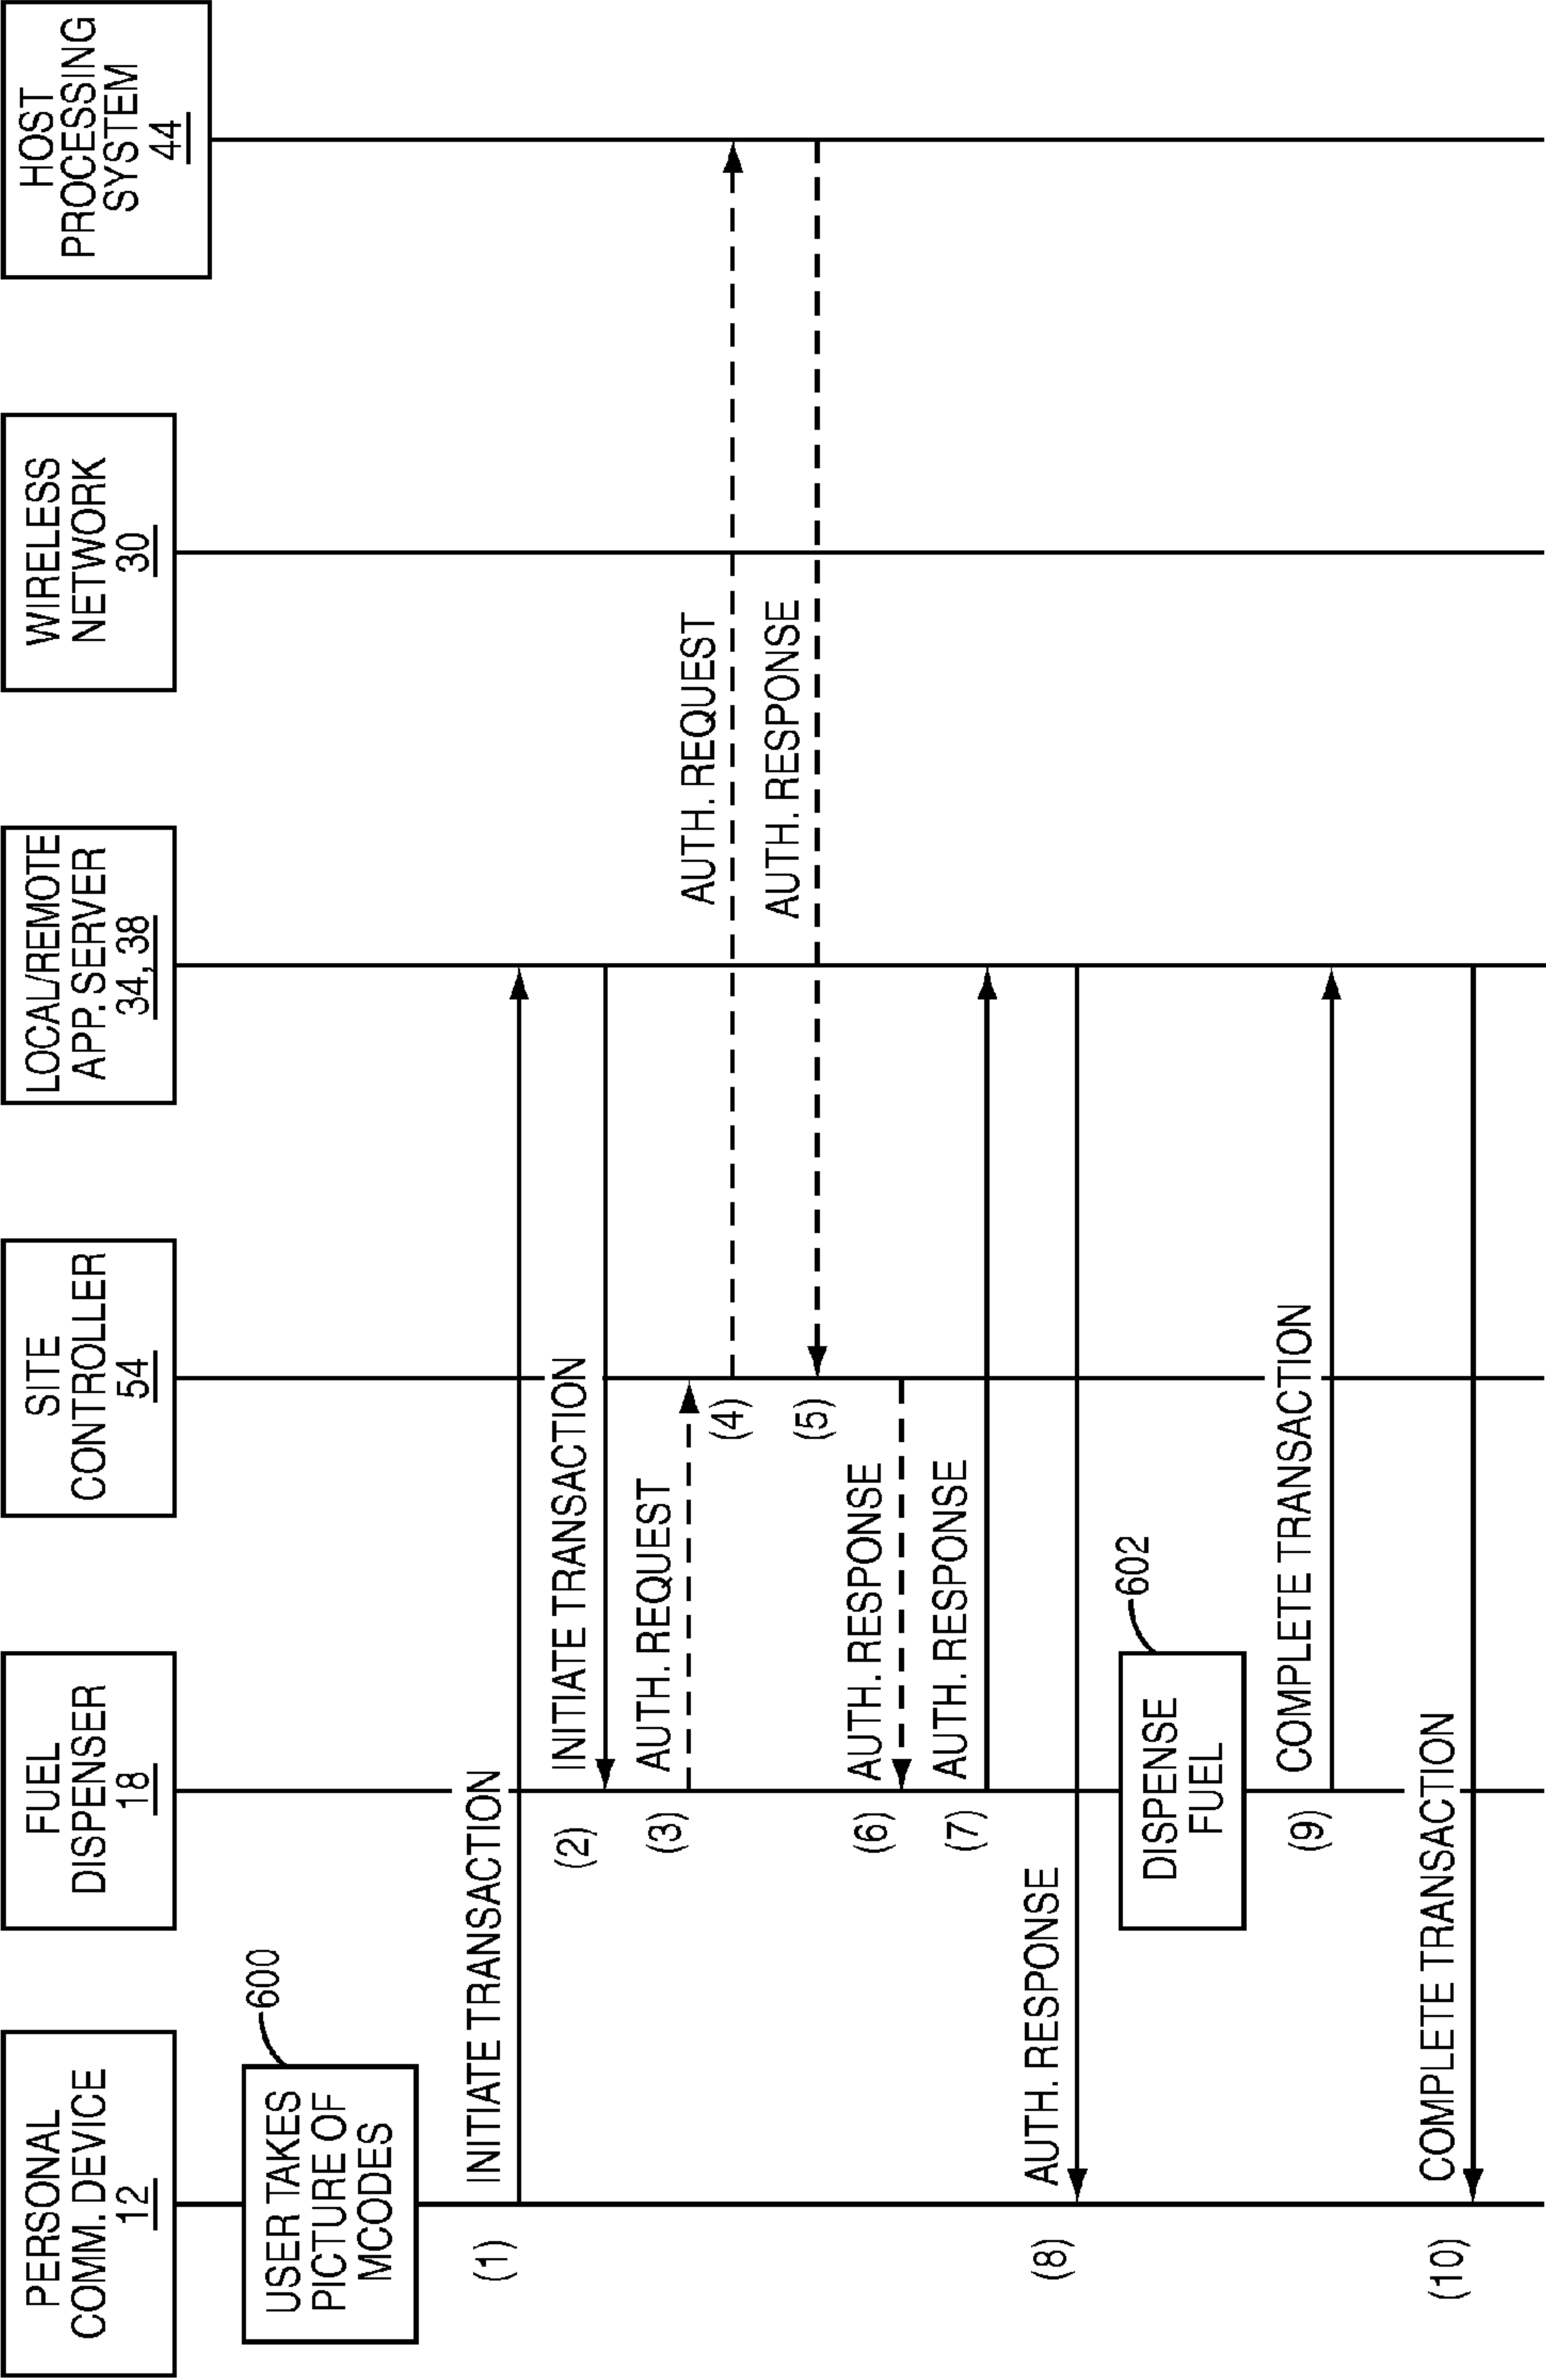 PERSONAL
COMM. DEVICE
12
FUEL
DISPENSER
18
SITE
CONTROLLER
54
LOCAL/REMOTE
APP. SERVER
34, 38
WIRELESS
NETWORK
30
HOST
PROCESSING
SYSTEM
44
USER TAKES
PICTURE OF
MCODES
600
(1)
INITIATE TRANSACTION
(2)
INITIATE TRANSACTION
(3)
AUTH. REQUEST
(4)
AUTH. REQUEST
(5)
AUTH. RESPONSE
(6)
AUTH. RESPONSE
(7)
AUTH. RESPONSE
(8)
AUTH. RESPONSE
DISPENSE
FUEL
602
(9)
COMPLETE TRANSACTION
(10)
COMPLETE TRANSACTION